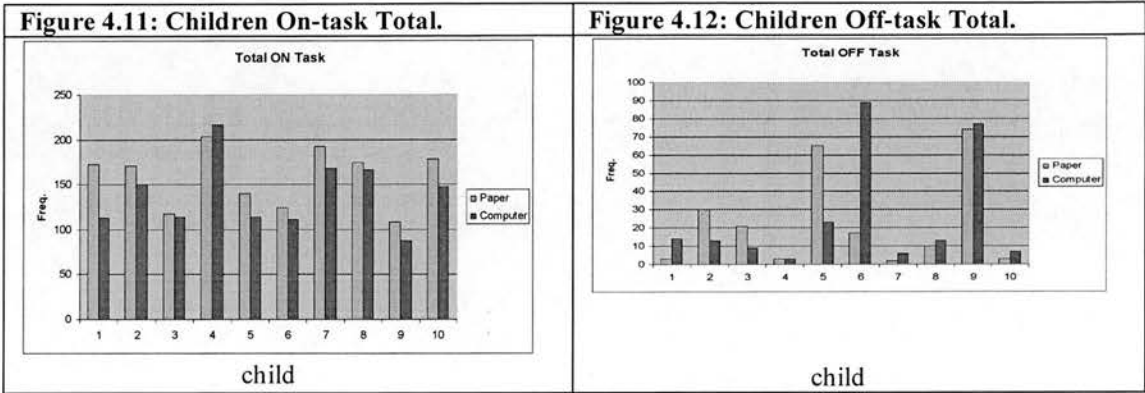 Figure 4.11: Children On-task Total.
Total ON Task
250
200
150
100
50
0
Freq.
1 2 3 4 5 6 7 8 9 10
Paper
Computer
child
Figure 4.12: Children Off-task Total.
Total OFF Task
100
90
80
70
60
50
40
30
20
10
0
Freq.
1 2 3 4 5 6 7 8 9 10
Paper
Computer
child